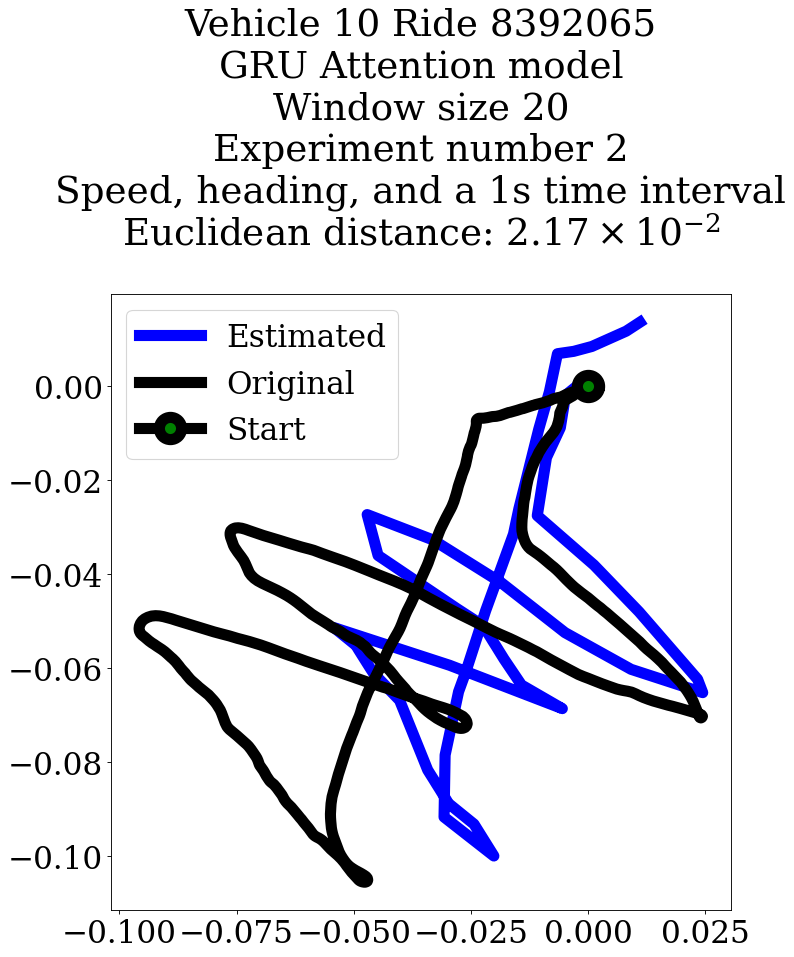 Vehicle 10 Ride 8392065
GRU Attention model
Window size 20
Experiment number 2
Speed, heading, and a 1s time interval
Euclidean distance: 2.17 × 10⁻²
Estimated
Original
Start
0.00
−0.02
−0.04
−0.06
−0.08
−0.10
−0.100 −0.075 −0.050 −0.025 0.000 0.025